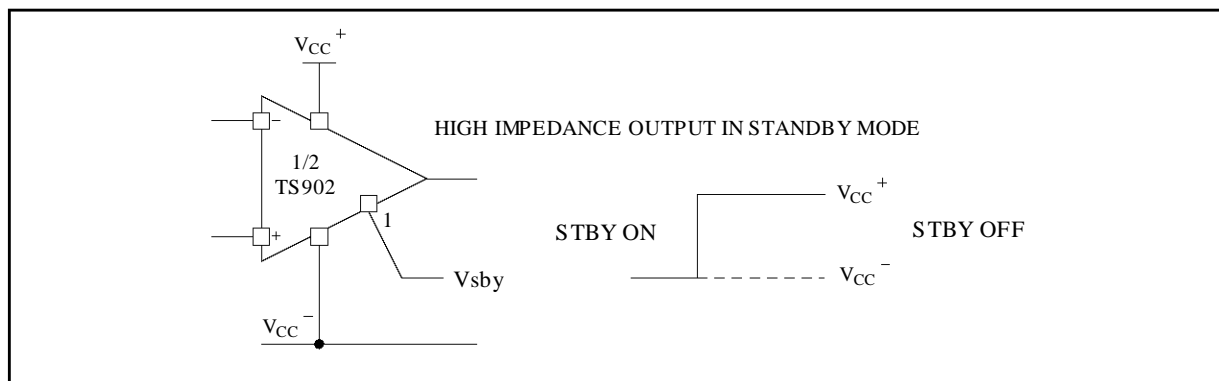 VCC +
HIGH IMPEDANCE OUTPUT IN STANDBY MODE
−
1/2
TS902
+
1
Vsby
VCC −
STBY ON
VCC +
STBY OFF
VCC −